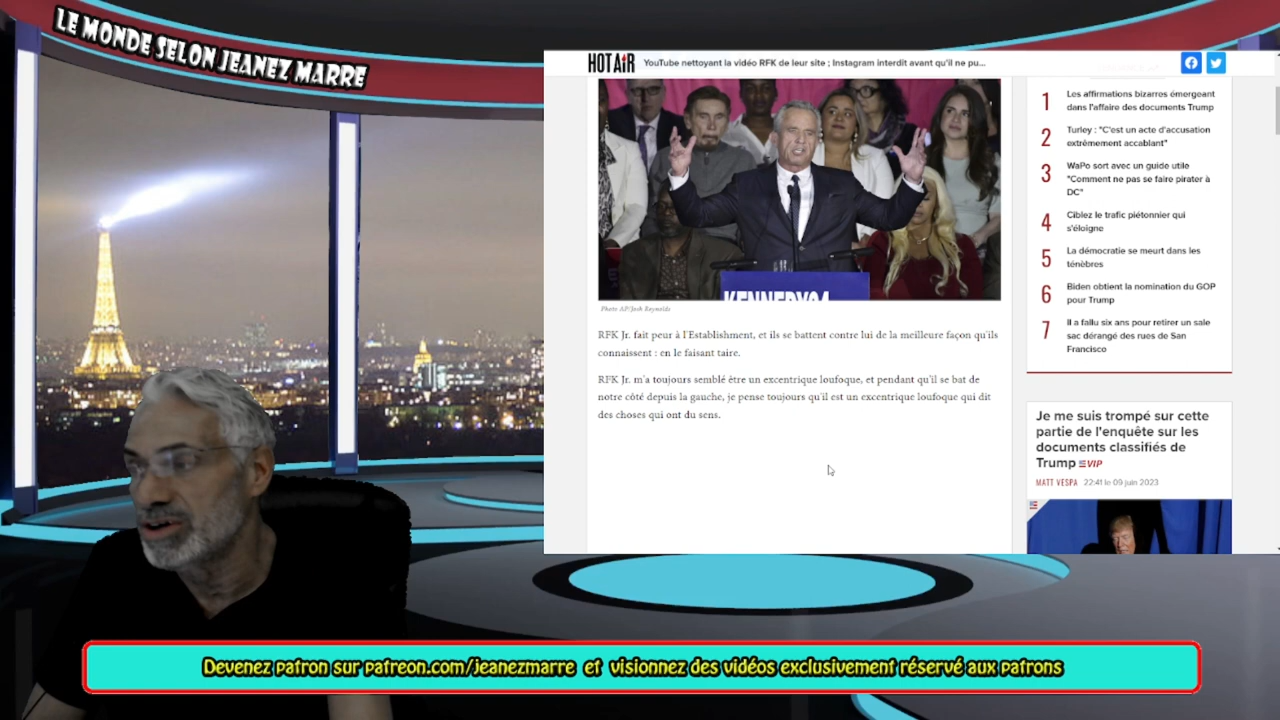 LE MONDE SELON JEANEZ MARRE
HOTAIR
YouTube nettoyant la vidéo RFK de leur site ; Instagram interdit avant qu'il ne pu...
KENNEDY24
Photo AP/Josh Reynolds
RFK Jr. fait peur à l'Establishment, et ils se battent contre lui de la meilleure façon qu'ils
connaissent : en le faisant taire.
RFK Jr. m'a toujours semblé être un excentrique loufoque, et pendant qu'il se bat de
notre côté depuis la gauche, je pense toujours qu'il est un excentrique loufoque qui dit
des choses qui ont du sens.
1 Les affirmations bizarres émergeant
dans l'affaire des documents Trump
2 Turley : "C'est un acte d'accusation
extrêmement accablant"
3 WaPo sort avec un guide utile
"Comment ne pas se faire pirater à
DC"
4 Ciblez le trafic piétonnier qui
s'éloigne
5 La démocratie se meurt dans les
ténèbres
6 Biden obtient la nomination du GOP
pour Trump
7 Il a fallu six ans pour retirer un sale
sac dérangé des rues de San
Francisco
Je me suis trompé sur cette
partie de l'enquête sur les
documents classifiés de
Trump VIP
MATT VESPA 22:41 le 09 juin 2023
Devenez patron sur patreon.com/jeanezmarre et visionnez des vidéos exclusivement réservé aux patrons